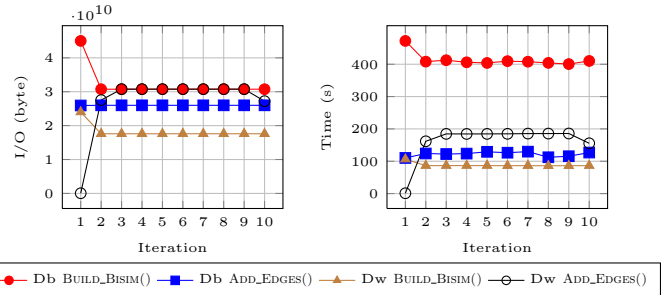 ·10^10
4
3
2
1
0
I/O (byte)
1 2 3 4 5 6 7 8 9 10
Iteration
400
300
200
100
0
Time (s)
1 2 3 4 5 6 7 8 9 10
Iteration
Db BUILD_BISIM() Db ADD_EDGES() Dw BUILD_BISIM() Dw ADD_EDGES()